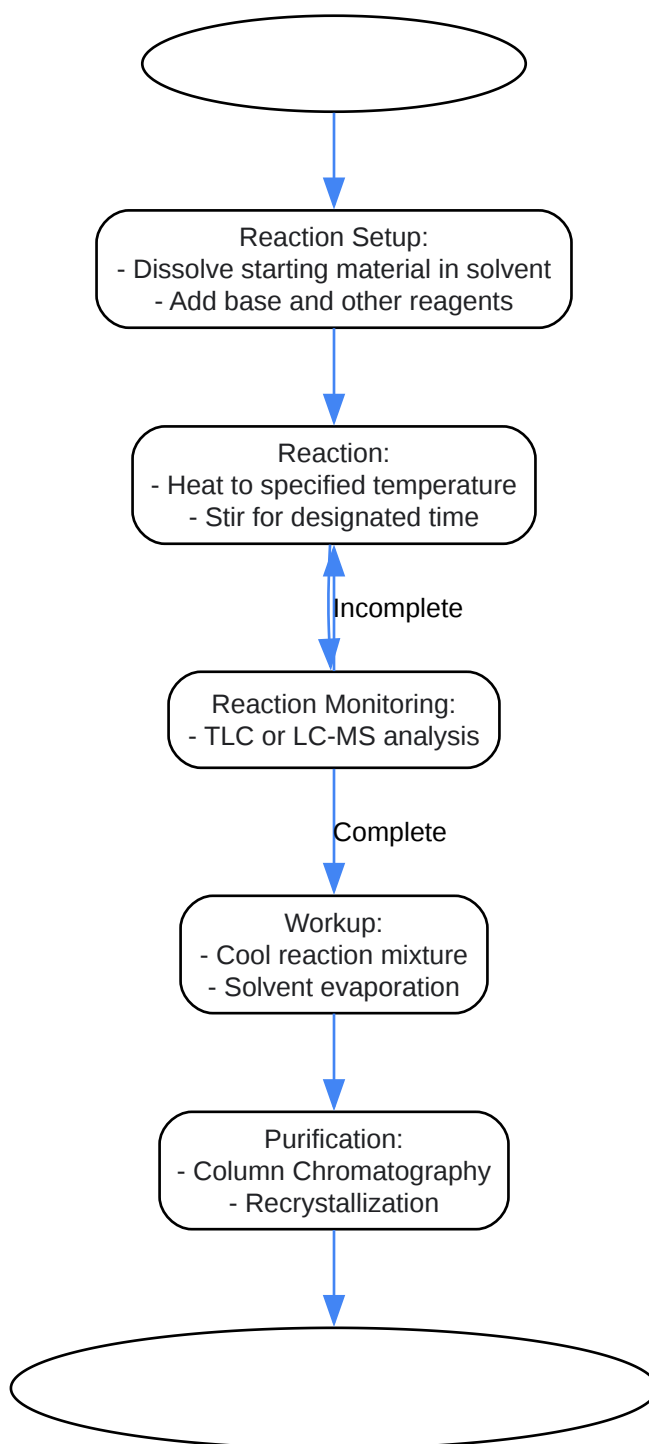 Reaction Setup:
- Dissolve starting material in solvent
- Add base and other reagents
Reaction:
- Heat to specified temperature
- Stir for designated time
Incomplete
Reaction Monitoring:
- TLC or LC-MS analysis
Complete
Workup:
- Cool reaction mixture
- Solvent evaporation
Purification:
- Column Chromatography
- Recrystallization